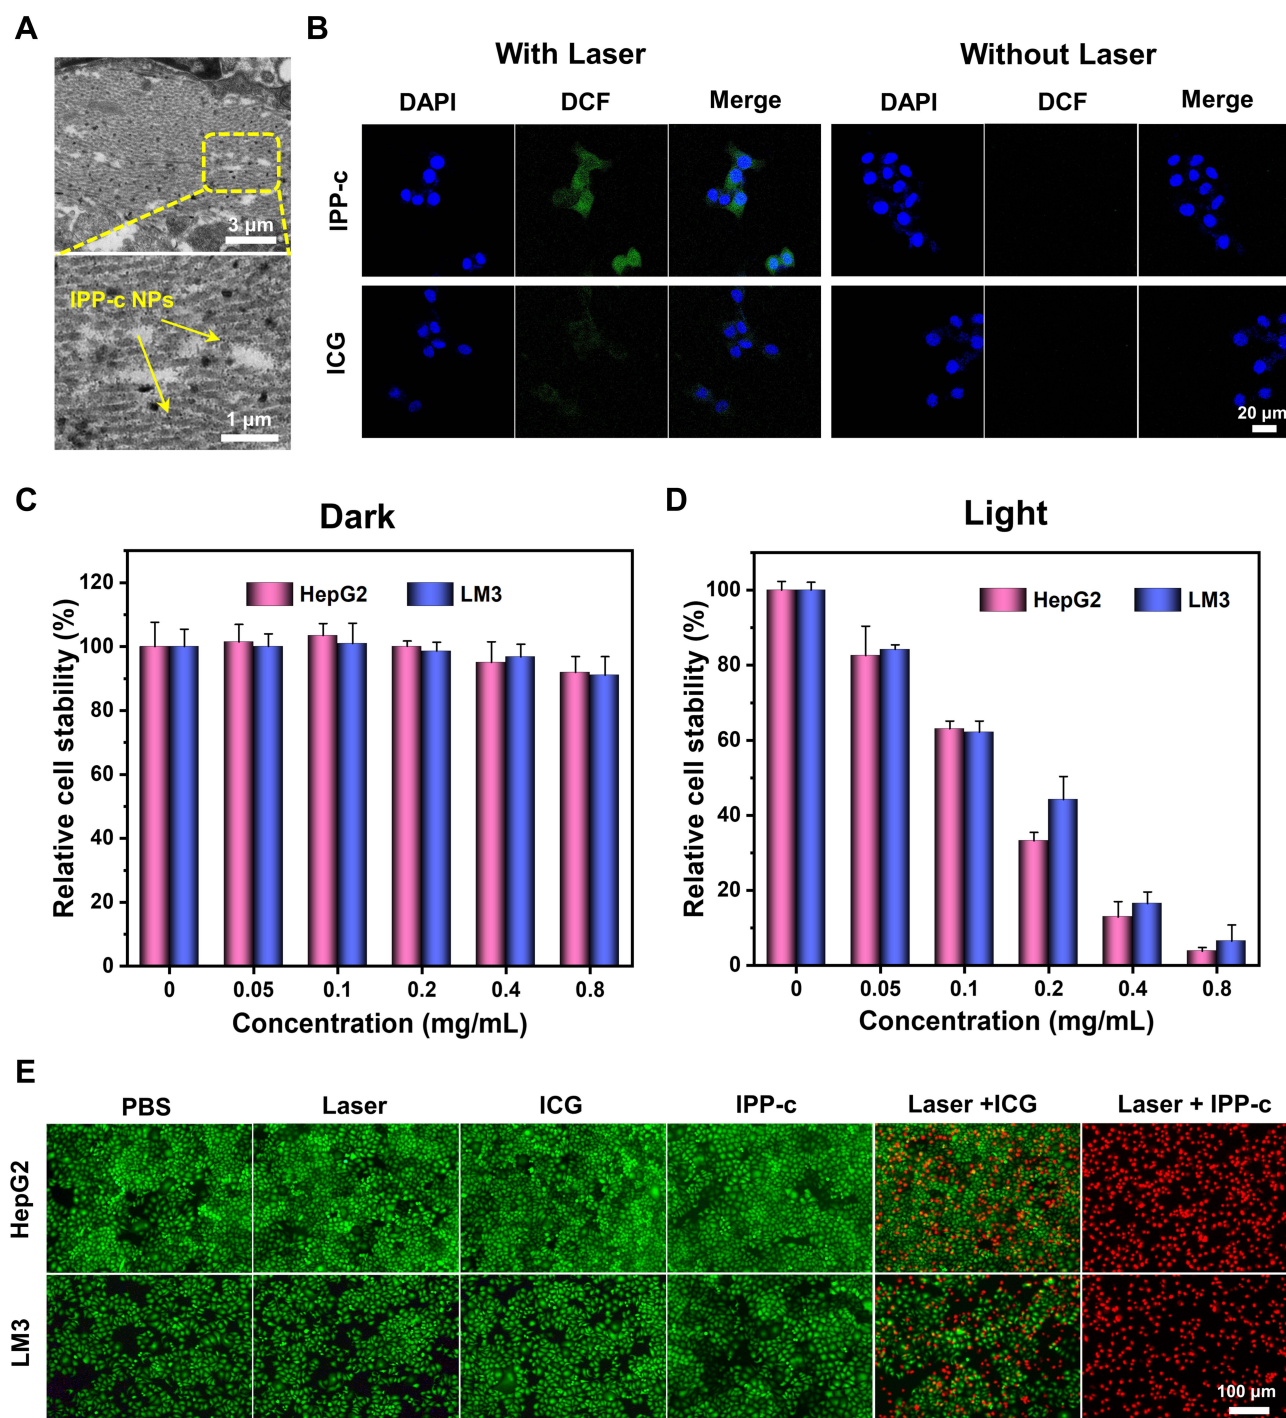 A
3 µm
IPP-c NPs
1 µm
B
With Laser
Without Laser
DAPI DCF Merge DAPI DCF Merge
IPP-c
ICG
20 µm
C
Dark
Relative cell stability (%)
120
100
80
60
40
20
0
HepG2 LM3
0 0.05 0.1 0.2 0.4 0.8
Concentration (mg/mL)
D
Light
Relative cell stability (%)
100
80
60
40
20
0
HepG2 LM3
0 0.05 0.1 0.2 0.4 0.8
Concentration (mg/mL)
E
PBS Laser ICG IPP-c Laser +ICG Laser + IPP-c
HepG2
LM3
100 µm